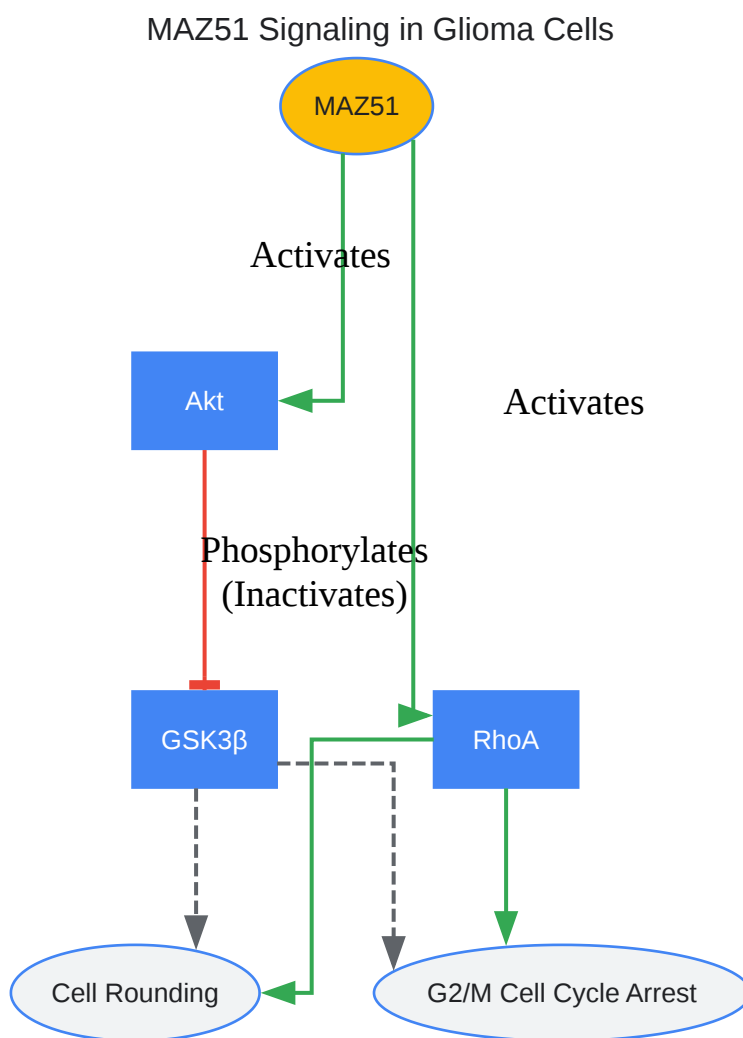 MAZ51 Signaling in Glioma Cells
MAZ51
Activates
Akt
Activates
Phosphorylates
(Inactivates)
GSK3β
RhoA
Cell Rounding
G2/M Cell Cycle Arrest